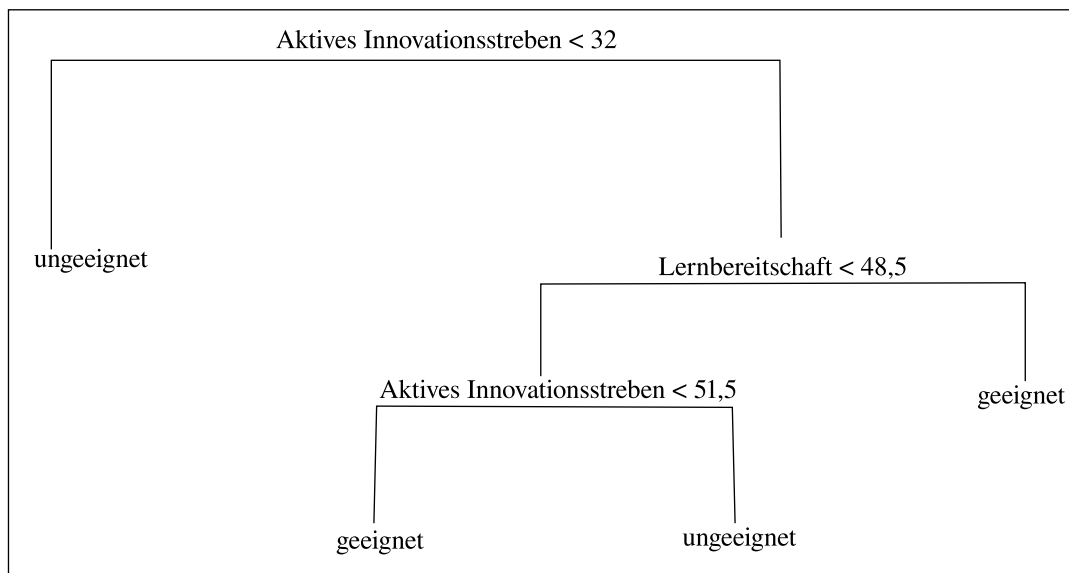 Aktives Innovationsstreben < 32
ungeeignet
Lernbereitschaft < 48,5
Aktives Innovationsstreben < 51,5
geeignet
geeignet
ungeeignet